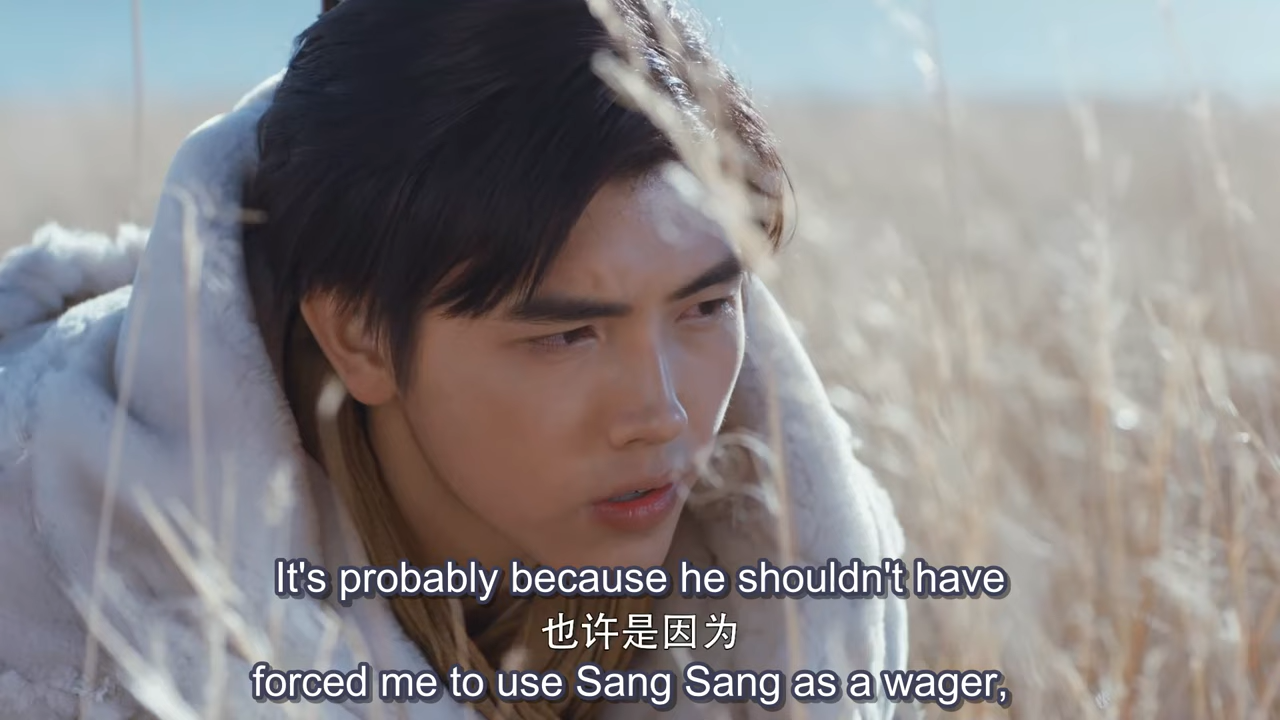 It's probably because he shouldn't have
也许是因为
forced me to use Sang Sang as a wager,